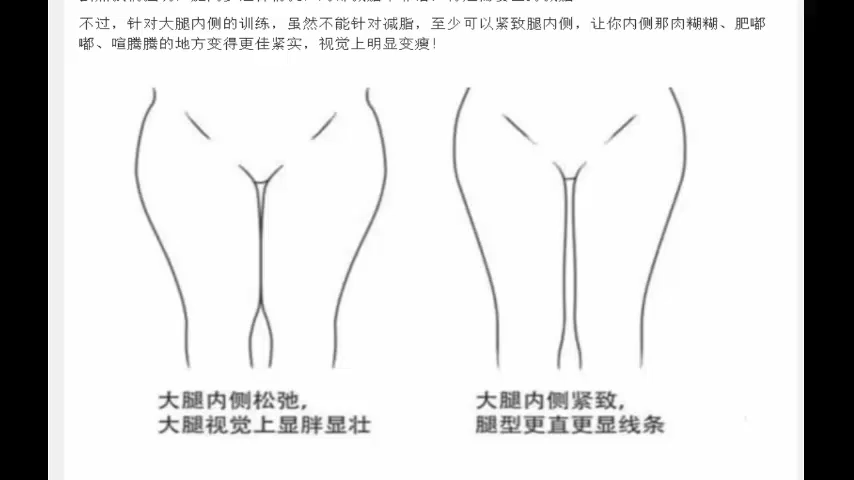 不过，针对大腿内侧的训练，虽然不能针对减脂，至少可以紧致腿内侧，让你内侧那肉糊糊、肥嘟
嘟、喧腾腾的地方变得更佳紧实，视觉上明显变瘦！
大腿内侧松弛，
大腿视觉上显胖显壮
大腿内侧紧致，
腿型更直更显线条